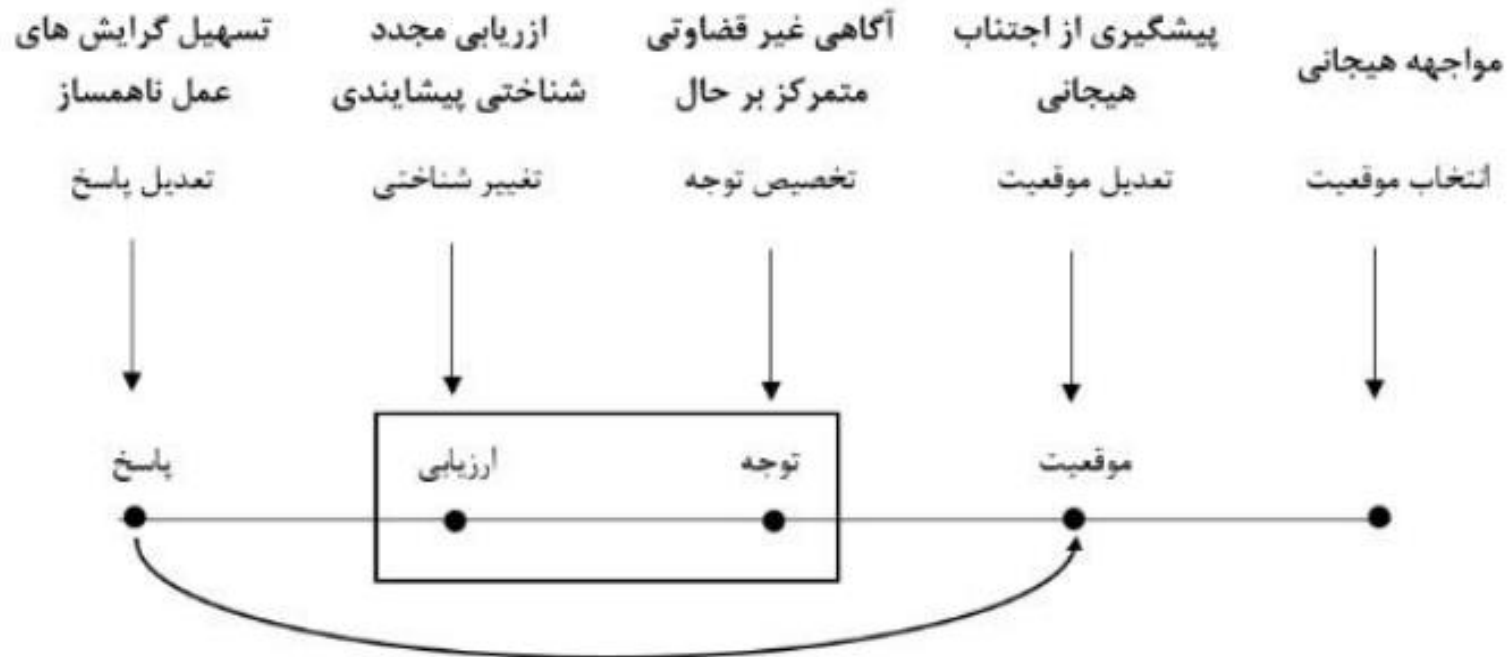 مواجهه هیجانی
پیشگیری از اجتناب
هیجانی
آگاهی غیر قضاوتی
متمرکز بر حال
ازریابی مجدد
شناختی پیشایندی
تسهیل گرایش های
عمل ناهمساز
انتخاب موقعیت
تعدیل موقعیت
تخصیص توجه
تغییر شناختی
تعدیل پاسخ
موقعیت
توجه
ارزیابی
پاسخ